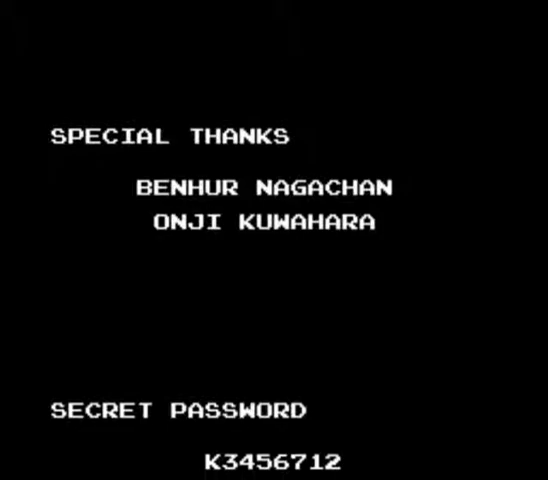 SPECIAL THANKS
BENHUR NAGACHAN
ONJI KUWAHARA
SECRET PASSWORD
K3456712